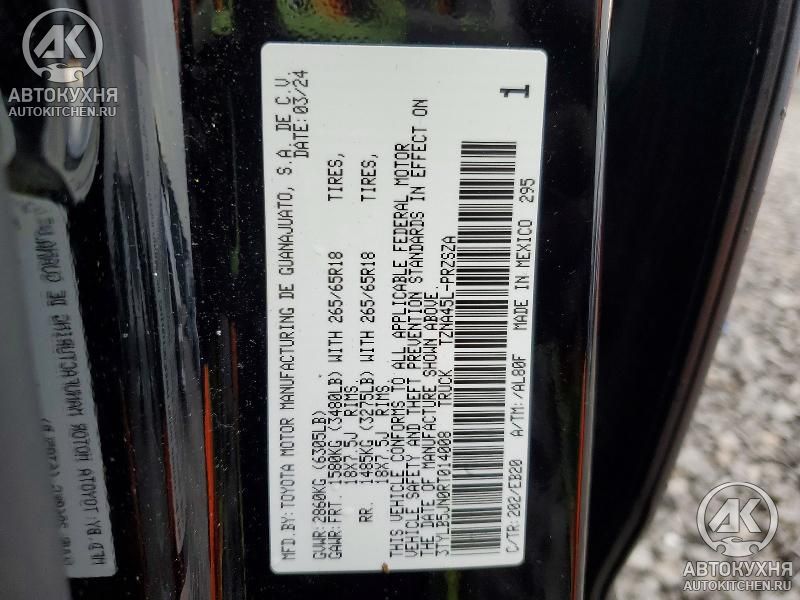 AK
АВТОКУХНЯ
AUTOKITCHEN.RU
MFD.BY:TOYOTA MOTOR MANUFACTURING DE GUANAJUATO, S.A. DE C.V.
DATE:03/24
GVWR:2860KG (6305LB)
GAWR:FRT. 1580KG (3480LB) WITH 265/65R18 TIRES,
18X7.5J RIMS.
RR. 1485KG (3275LB) WITH 265/65R18 TIRES,
18X7.5J RIMS.
THIS VEHICLE CONFORMS TO ALL APPLICABLE FEDERAL MOTOR
VEHICLE SAFETY AND THEFT PREVENTION STANDARDS IN EFFECT ON
THE DATE OF MANUFACTURE SHOWN ABOVE.
3TYLB5JN0RT014008 TRUCK TZNA45L-PRZSZA
1
C/TR:202/EB20 A/TM:/AL80F MADE IN MEXICO 295
AK
АВТОКУХНЯ
AUTOKITCHEN.RU